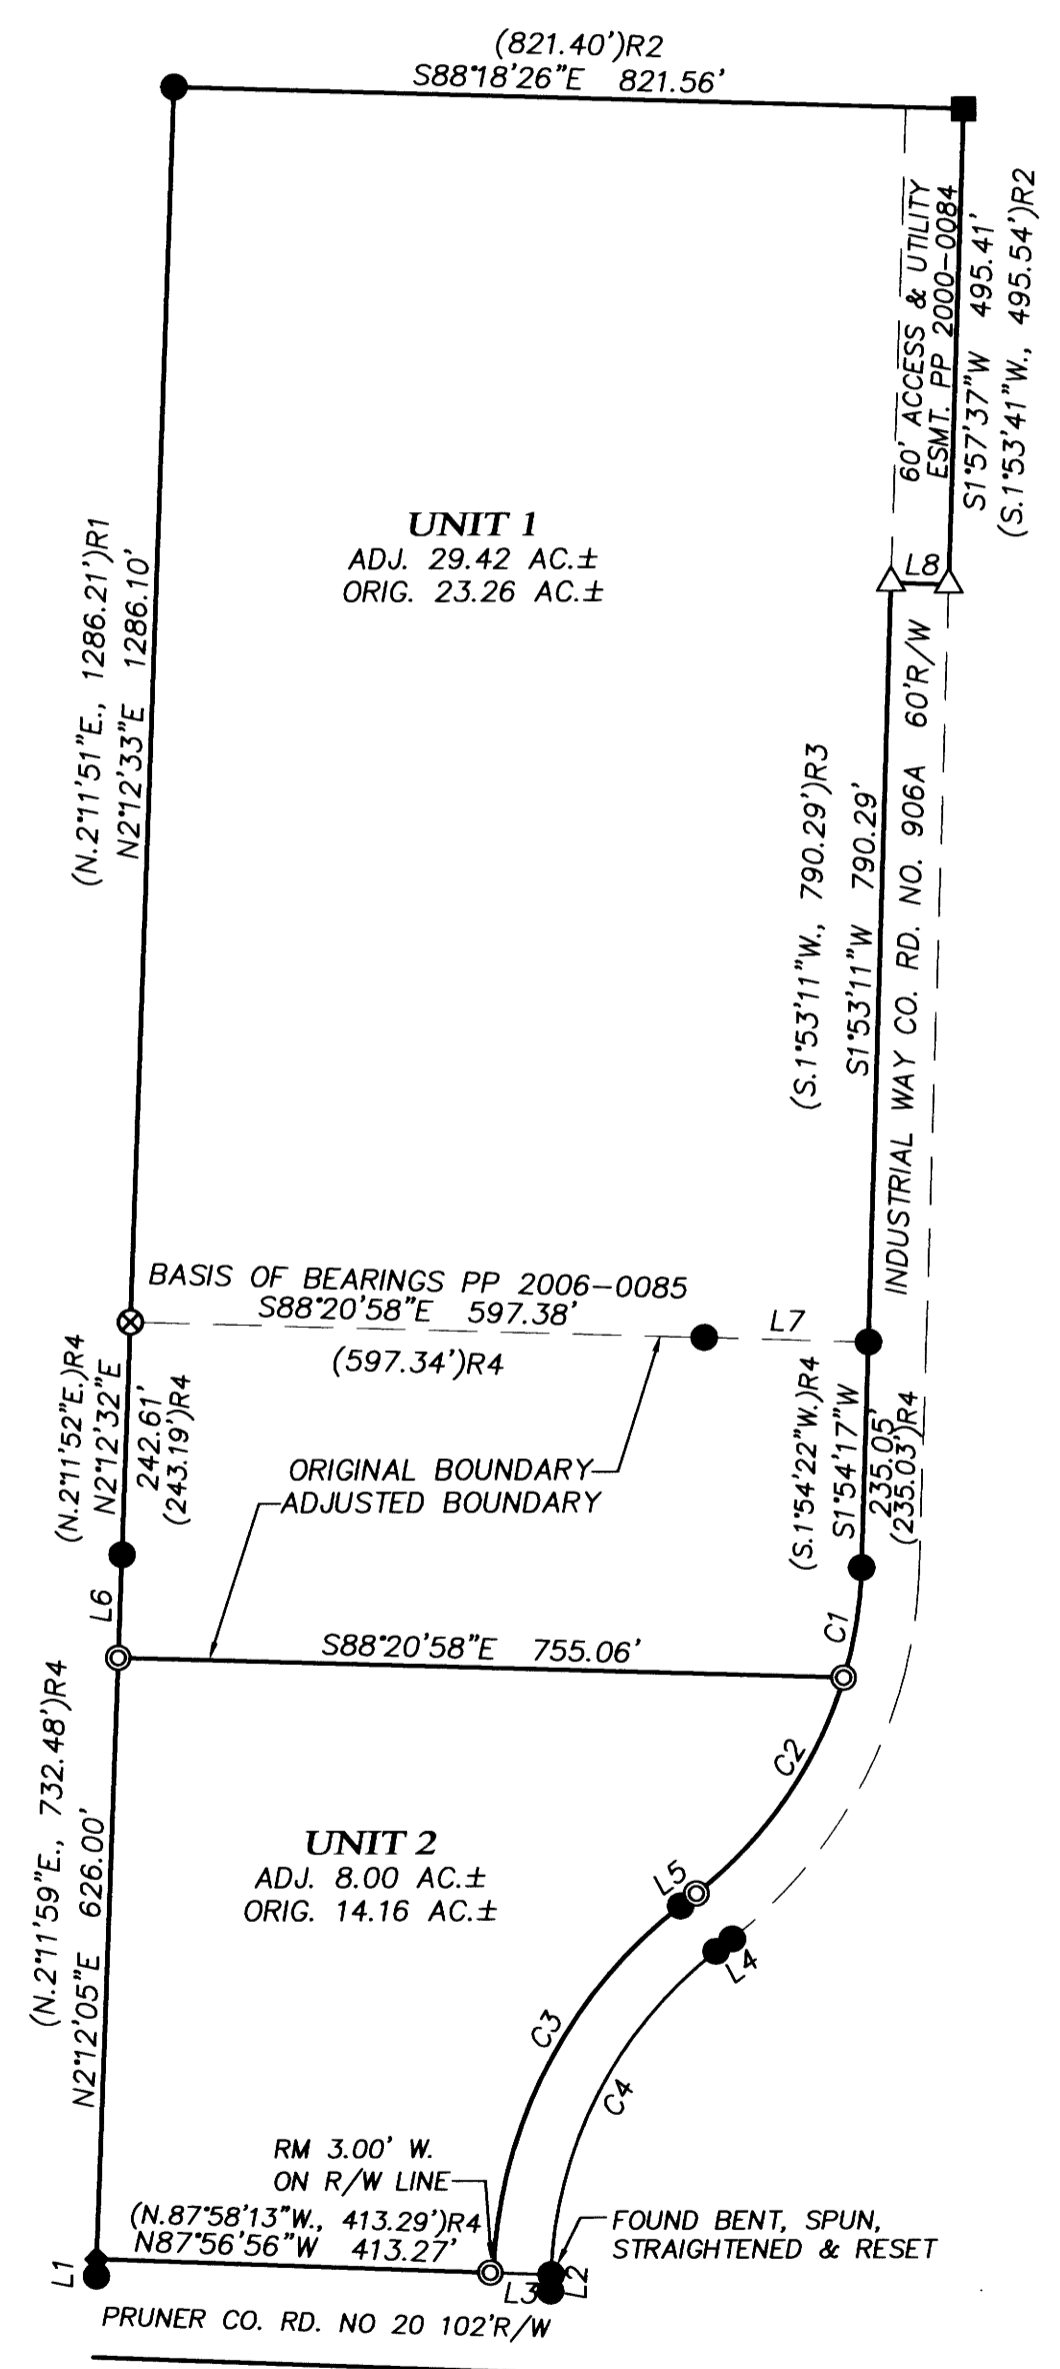 (821.40')R2
S88°18'26"E 821.56'
60' ACCESS & UTILITY
ESMT. PP 2000-0084
S1°57'37"W 495.41'
(S.1°53'41"W., 495.54')R2
UNIT 1
ADJ. 29.42 AC.±
ORIG. 23.26 AC.±
L8
(N.2°11'51"E., 1286.21')R1
N2°12'33"E 1286.10'
(S.1°53'11"W., 790.29')R3
S1°53'11"W 790.29'
INDUSTRIAL WAY CO. RD. NO. 906A 60'R/W
BASIS OF BEARINGS PP 2006-0085
S88°20'58"E 597.38'
(597.34')R4
L7
(N.2°11'52"E.)R4
N2°12'32"E
242.61'
(243.19')R4
(S.1°54'22"W.)R4
S1°54'17"W
235.05'
(235.03')R4
ORIGINAL BOUNDARY
ADJUSTED BOUNDARY
L6
C1
S88°20'58"E 755.06'
(N.2°11'59"E., 732.48')R4
N2°12'05"E 626.00'
C2
UNIT 2
ADJ. 8.00 AC.±
ORIG. 14.16 AC.±
L5
L4
C3
C4
RM 3.00' W.
ON R/W LINE
(N.87°58'13"W., 413.29')R4
N87°56'56"W 413.27'
FOUND BENT, SPUN,
STRAIGHTENED & RESET
L1
L3
L2
PRUNER CO. RD. NO 20 102'R/W